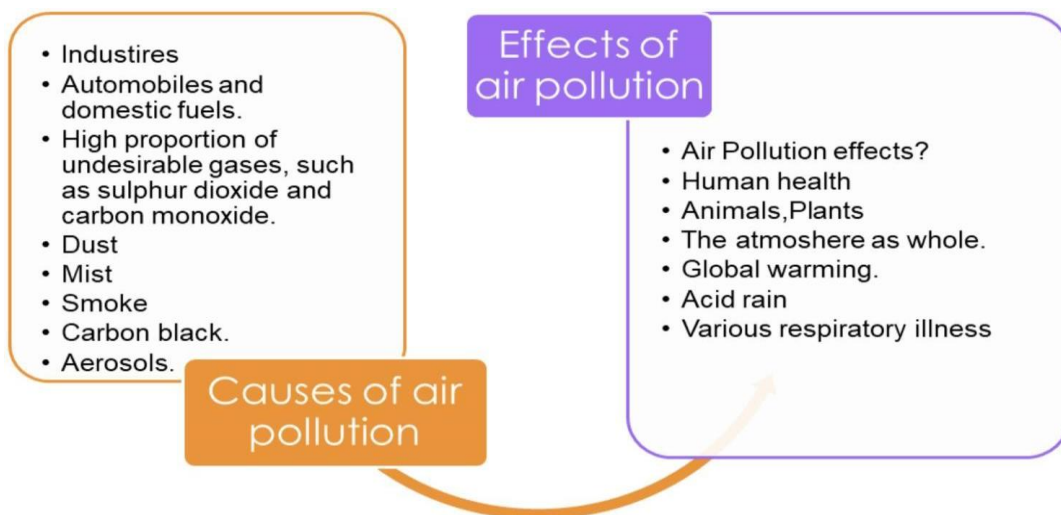 • Industires
• Automobiles and
domestic fuels.
• High proportion of
undesirable gases, such
as sulphur dioxide and
carbon monoxide.
• Dust
• Mist
• Smoke
• Carbon black.
• Aerosols.
Causes of air
pollution
Effects of
air pollution
• Air Pollution effects?
• Human health
• Animals,Plants
• The atmoshere as whole.
• Global warming.
• Acid rain
• Various respiratory illness